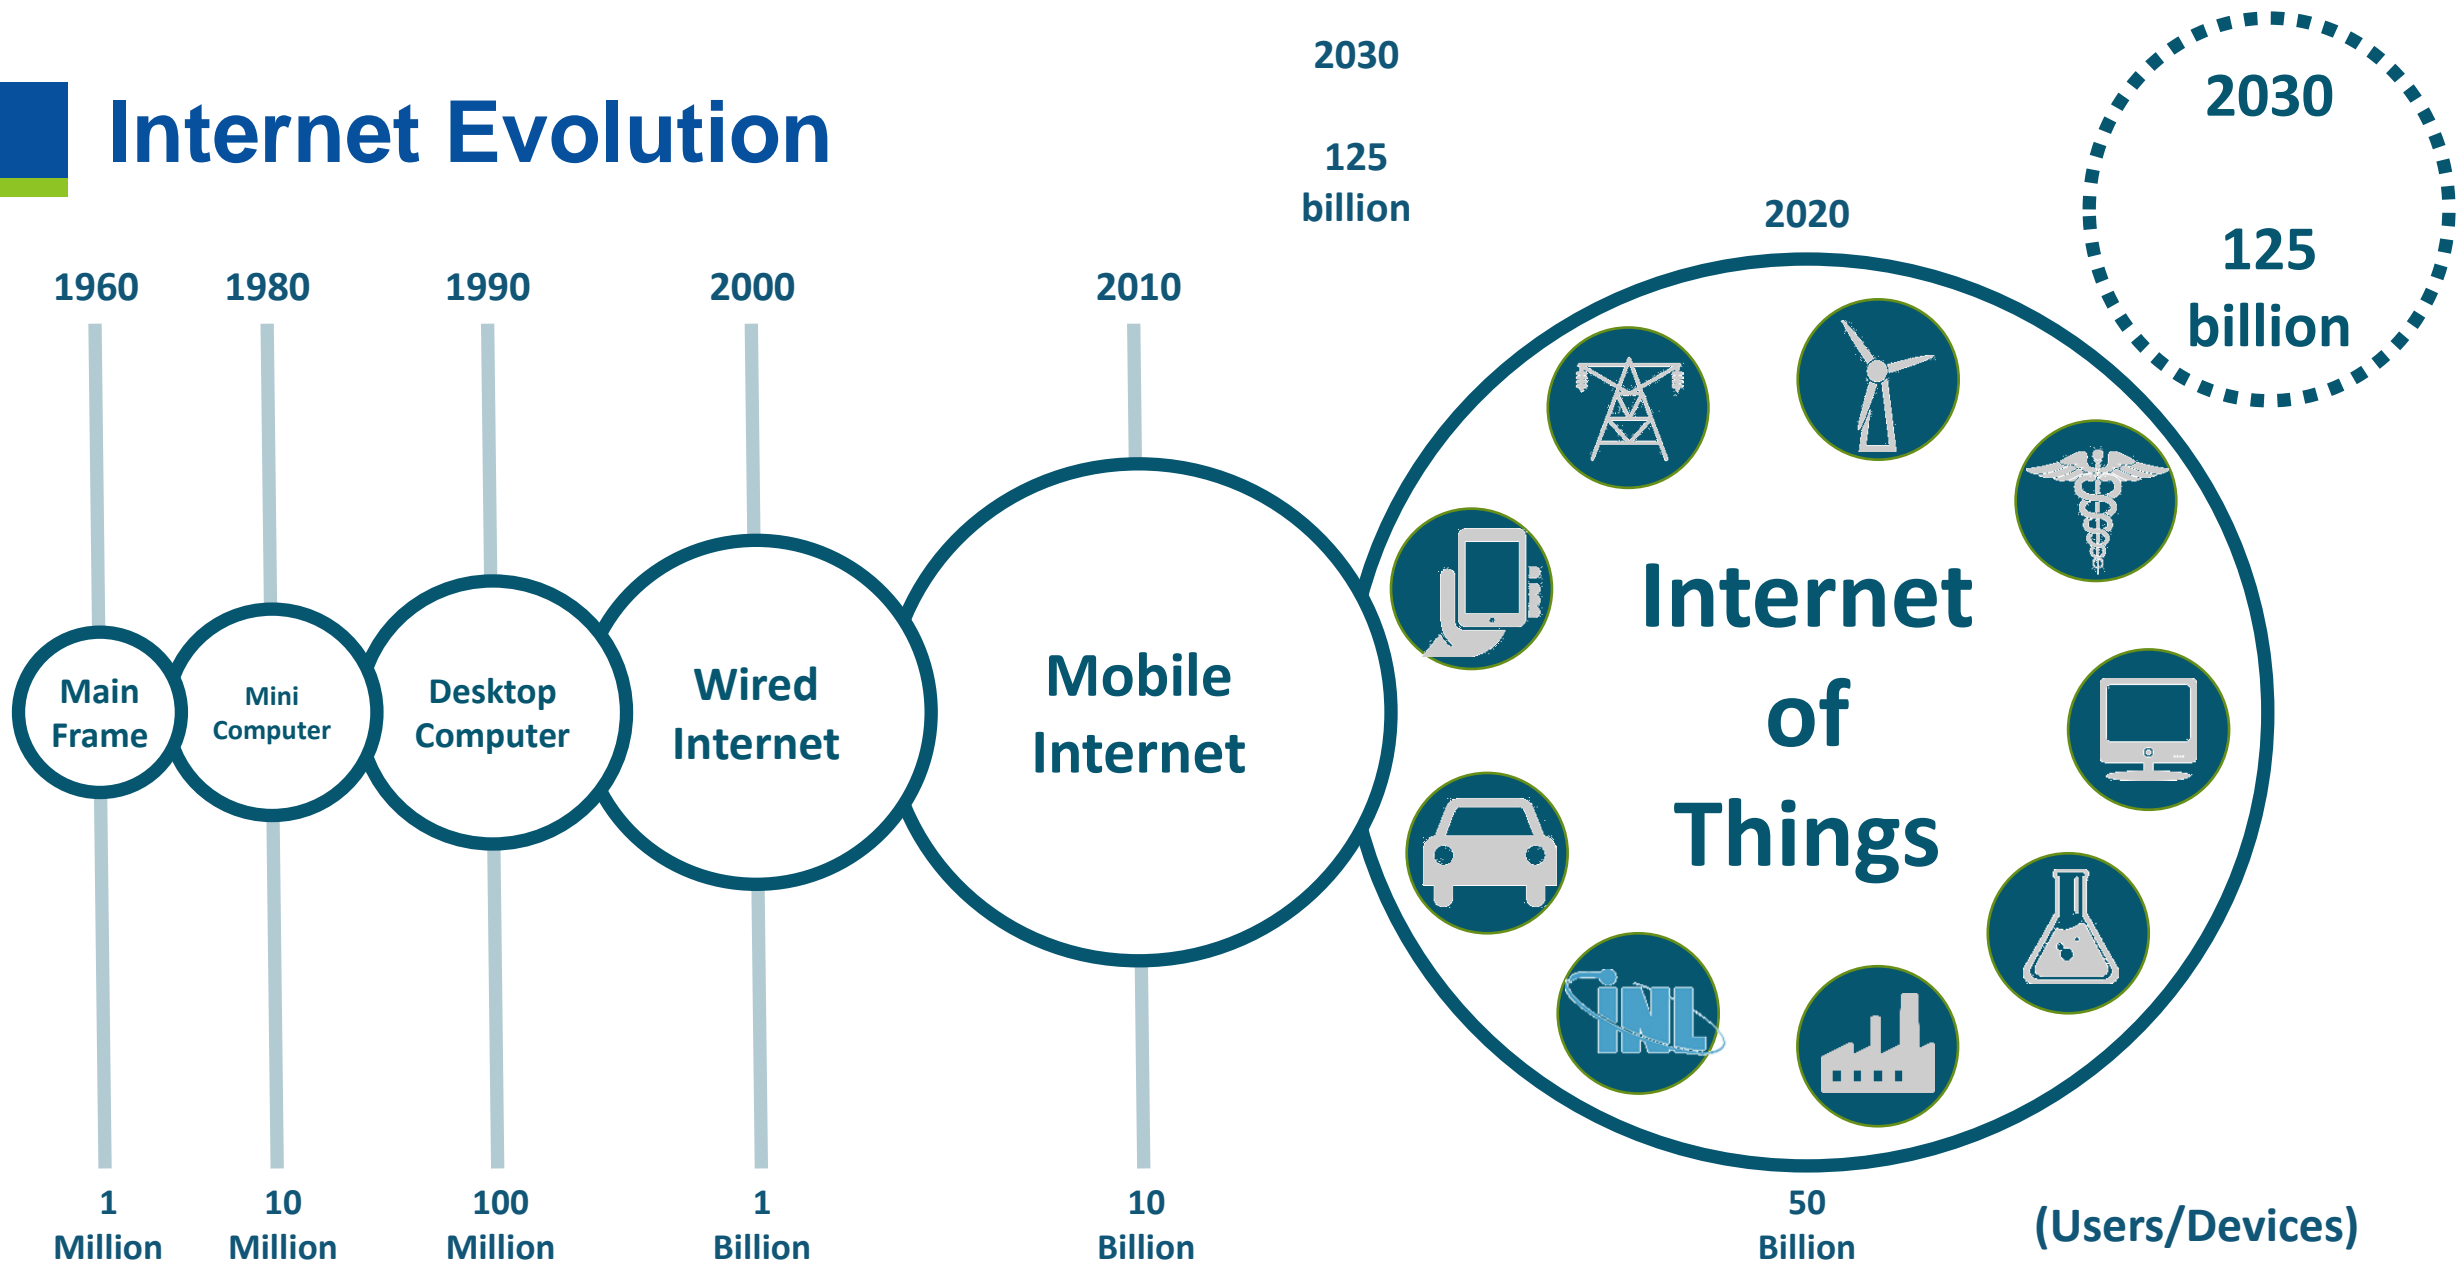 Internet Evolution
2030
125
billion
2030
125
billion
1960
1980
1990
2000
2010
2020
Main
Frame
Mini
Computer
Desktop
Computer
Wired
Internet
Mobile
Internet
Internet
of
Things
iNL
1
Million
10
Million
100
Million
1
Billion
10
Billion
50
Billion
(Users/Devices)